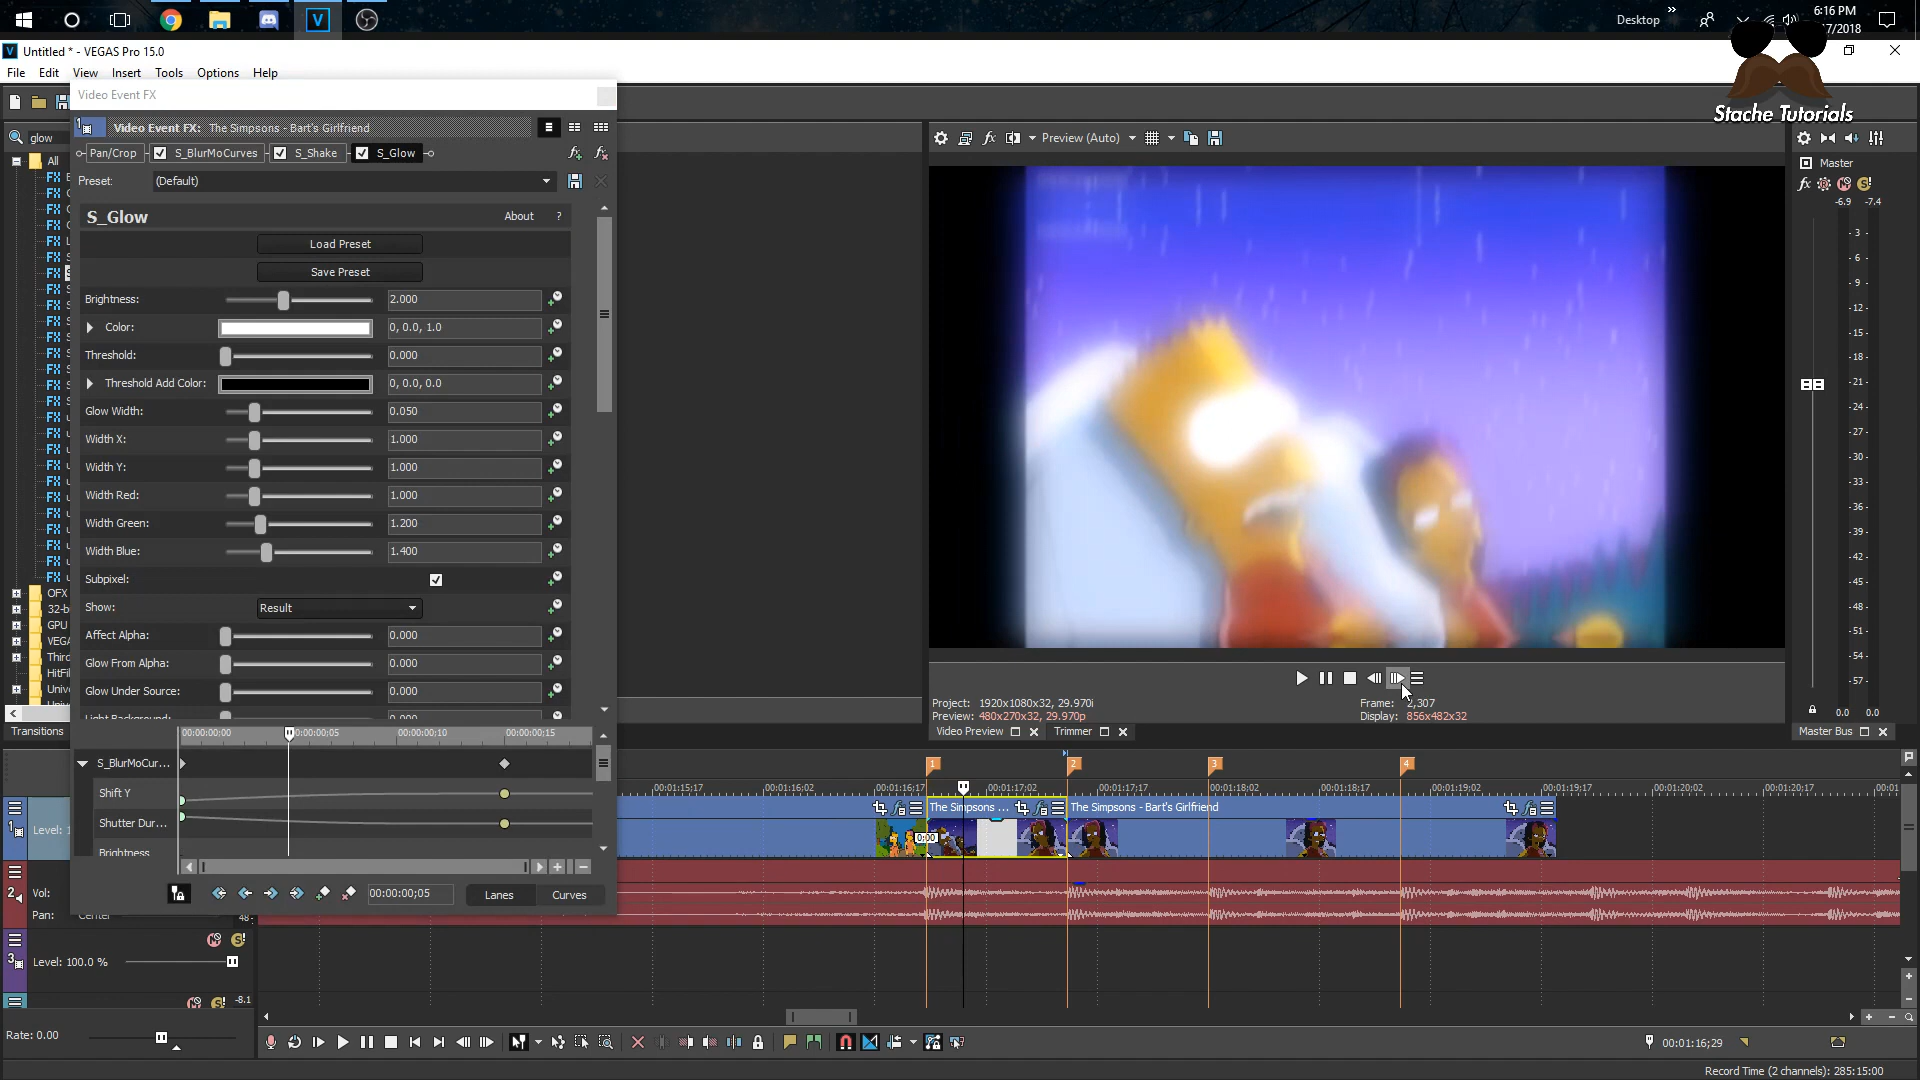 Desktop
6:16 PM
7/2018
Untitled * - VEGAS Pro 15.0
File Edit View Insert Tools Options Help
Stache Tutorials
Video Event FX
Video Event FX: The Simpsons - Bart's Girlfriend
Pan/Crop S_BlurMoCurves S_Shake S_Glow
Preset: (Default)
S_Glow About ?
Load Preset
Save Preset
Brightness: 2.000
Color: 0, 0.0, 1.0
Threshold: 0.000
Threshold Add Color: 0, 0.0, 0.0
Glow Width: 0.050
Width X: 1.000
Width Y: 1.000
Width Red: 1.000
Width Green: 1.200
Width Blue: 1.400
Subpixel:
Show: Result
Affect Alpha: 0.000
Glow From Alpha: 0.000
Glow Under Source: 0.000
glow
All
OFX
32-b
GPU
VEGA
Third
HitFil
Univ
Transitions
00:00:00;00 00:00:00;05 00:00:00;10 00:00:00;15
S_BlurMoCur...
Shift Y
Shutter Dur...
Brightness
00:00:00;05 Lanes Curves
Preview (Auto)
Project: 1920x1080x32, 29.970i
Preview: 480x270x32, 29.970p
Frame: 2,307
Display: 856x482x32
Video Preview Trimmer
Master
-6.9 -7.4
- 3 -
- 6 -
- 9 -
- 12 -
- 15 -
- 18 -
- 21 -
- 24 -
- 27 -
- 30 -
- 33 -
- 36 -
- 39 -
- 42 -
- 45 -
- 48 -
- 51 -
- 54 -
- 57 -
0.0 0.0
Master Bus
1 2 3 4
00:01:15;17 00:01:16;02 00:01:16;17 00:01:17;02 00:01:17;17 00:01:18;02 00:01:18;17 00:01:19;02 00:01:19;17 00:01:20;02 00:01:20;17
The Simpsons ... The Simpsons - Bart's Girlfriend
0:00
1 Level: 1
2 Vol:
Pan: Center
48-
3 Level: 100.0 %
-8.1
Rate: 0.00
00:01:16;29
Record Time (2 channels): 285:15:00